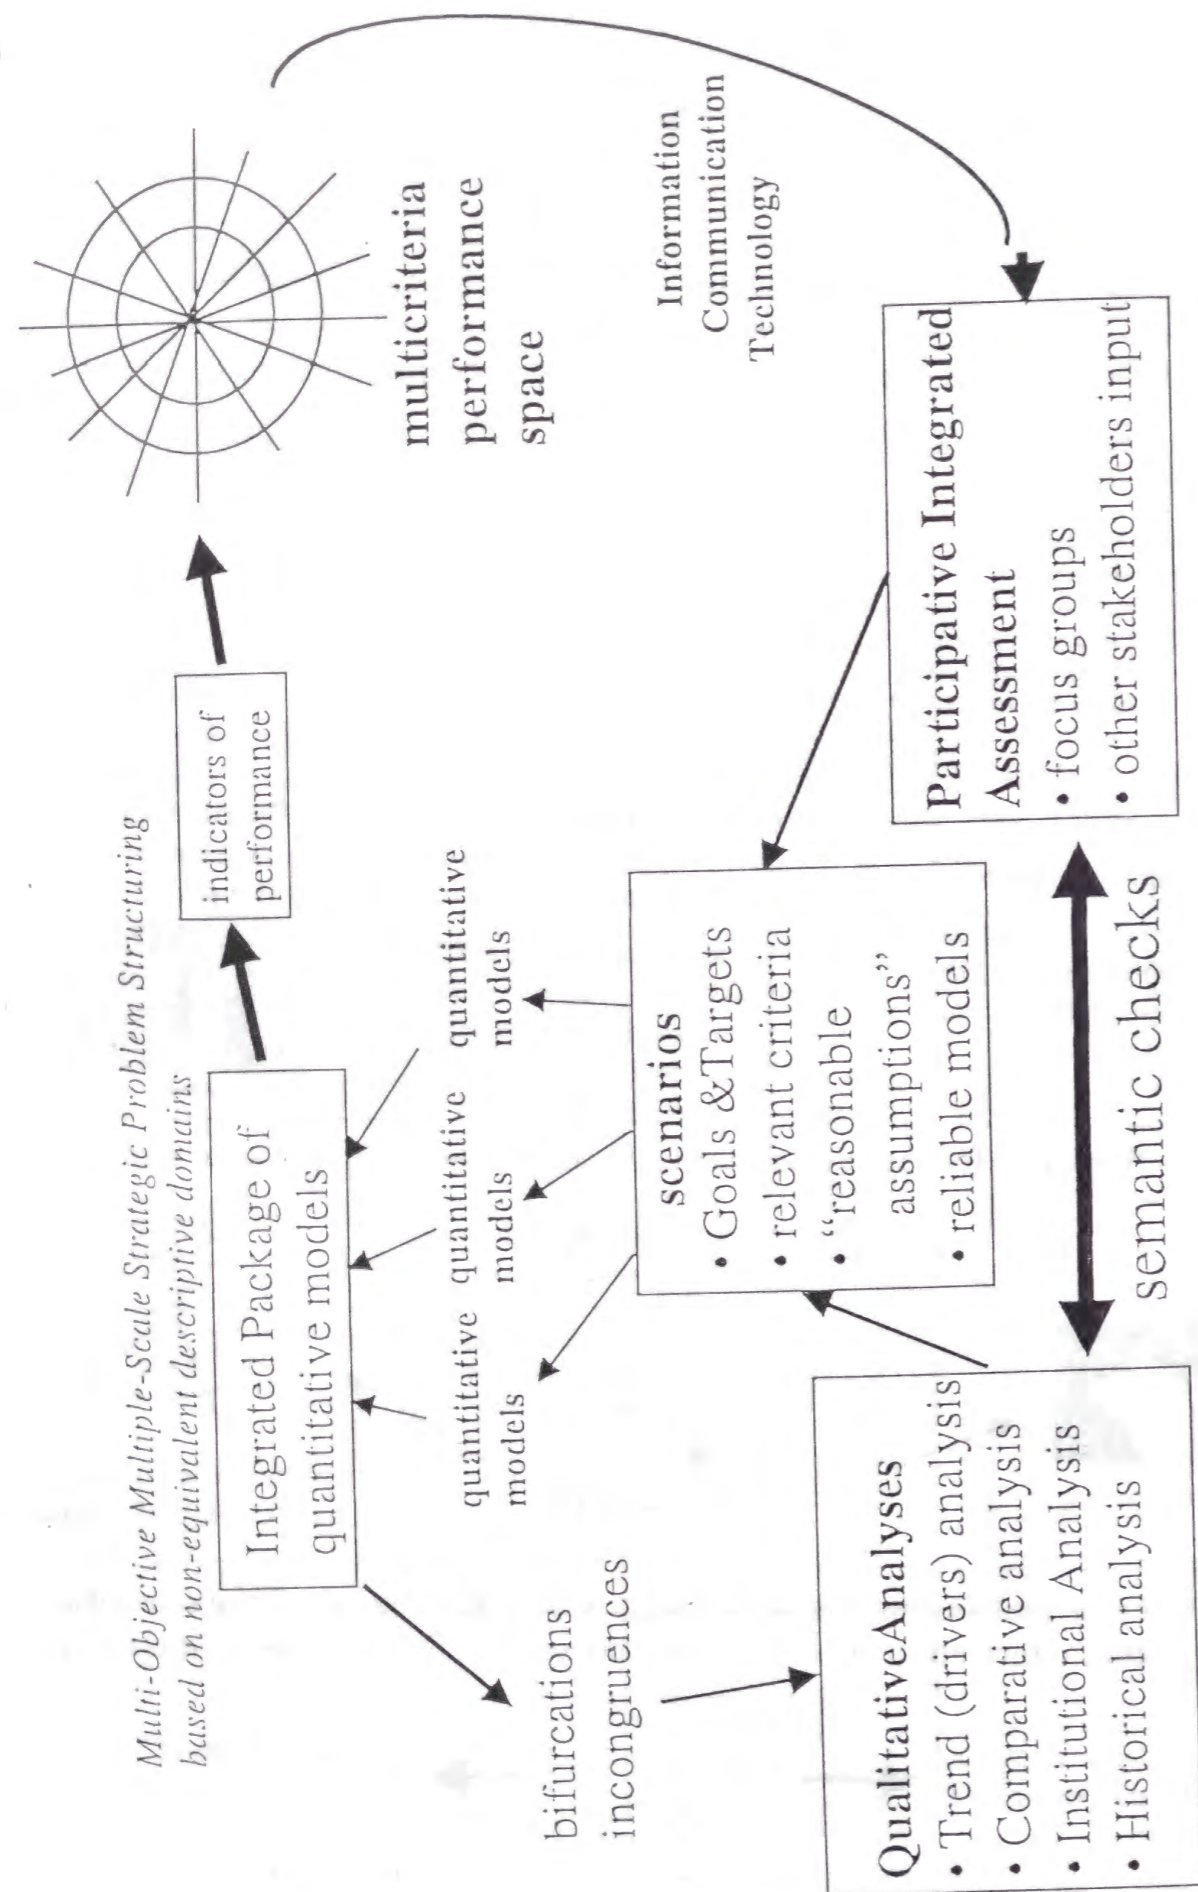 Multi-Objective Multiple-Scale Strategic Problem Structuring
based on non-equivalent descriptive domains
Integrated Package of
quantitative models
indicators of
performance
multicriteria
performance
space
bifurcations
incongruences
quantitative
models
quantitative
models
quantitative
models
Information
Communication
Technology
scenarios
• Goals &Targets
• relevant criteria
• “reasonable
assumptions”
• reliable models
QualitativeAnalyses
• Trend (drivers) analysis
• Comparative analysis
• Institutional Analysis
• Historical analysis
semantic checks
Participative Integrated
Assessment
• focus groups
• other stakeholders input